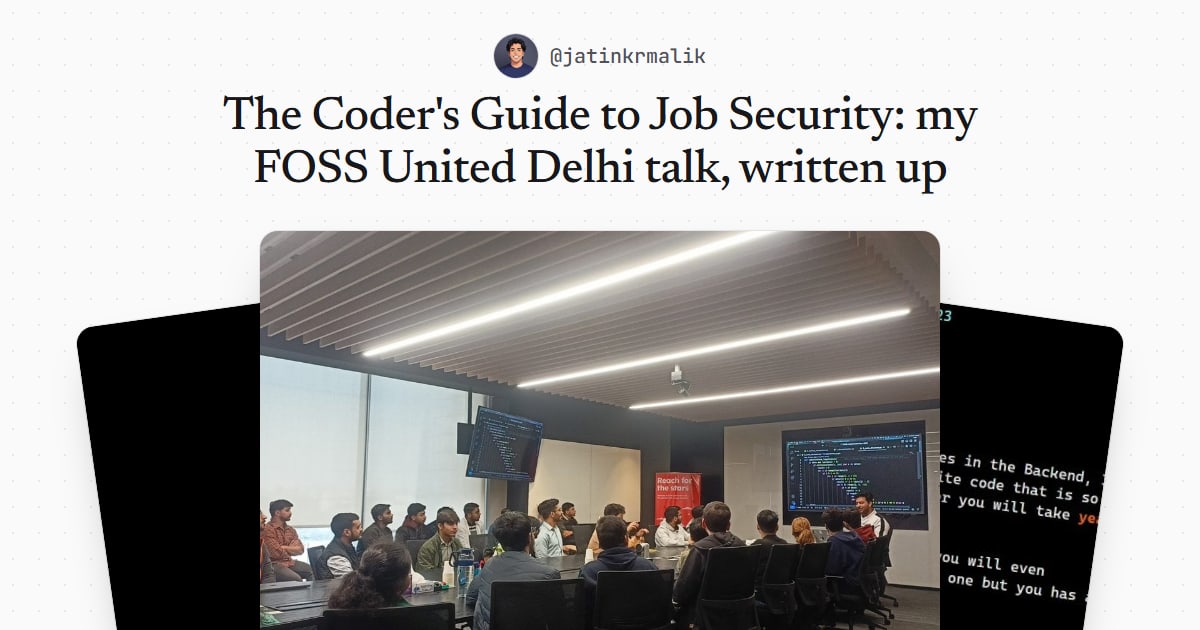 @jatinkrmalik
The Coder's Guide to Job Security: my
FOSS United Delhi talk, written up
23
Reach for
the stars
es in the Backend,
ite code that is so
r you will take
ou will even
one but you has